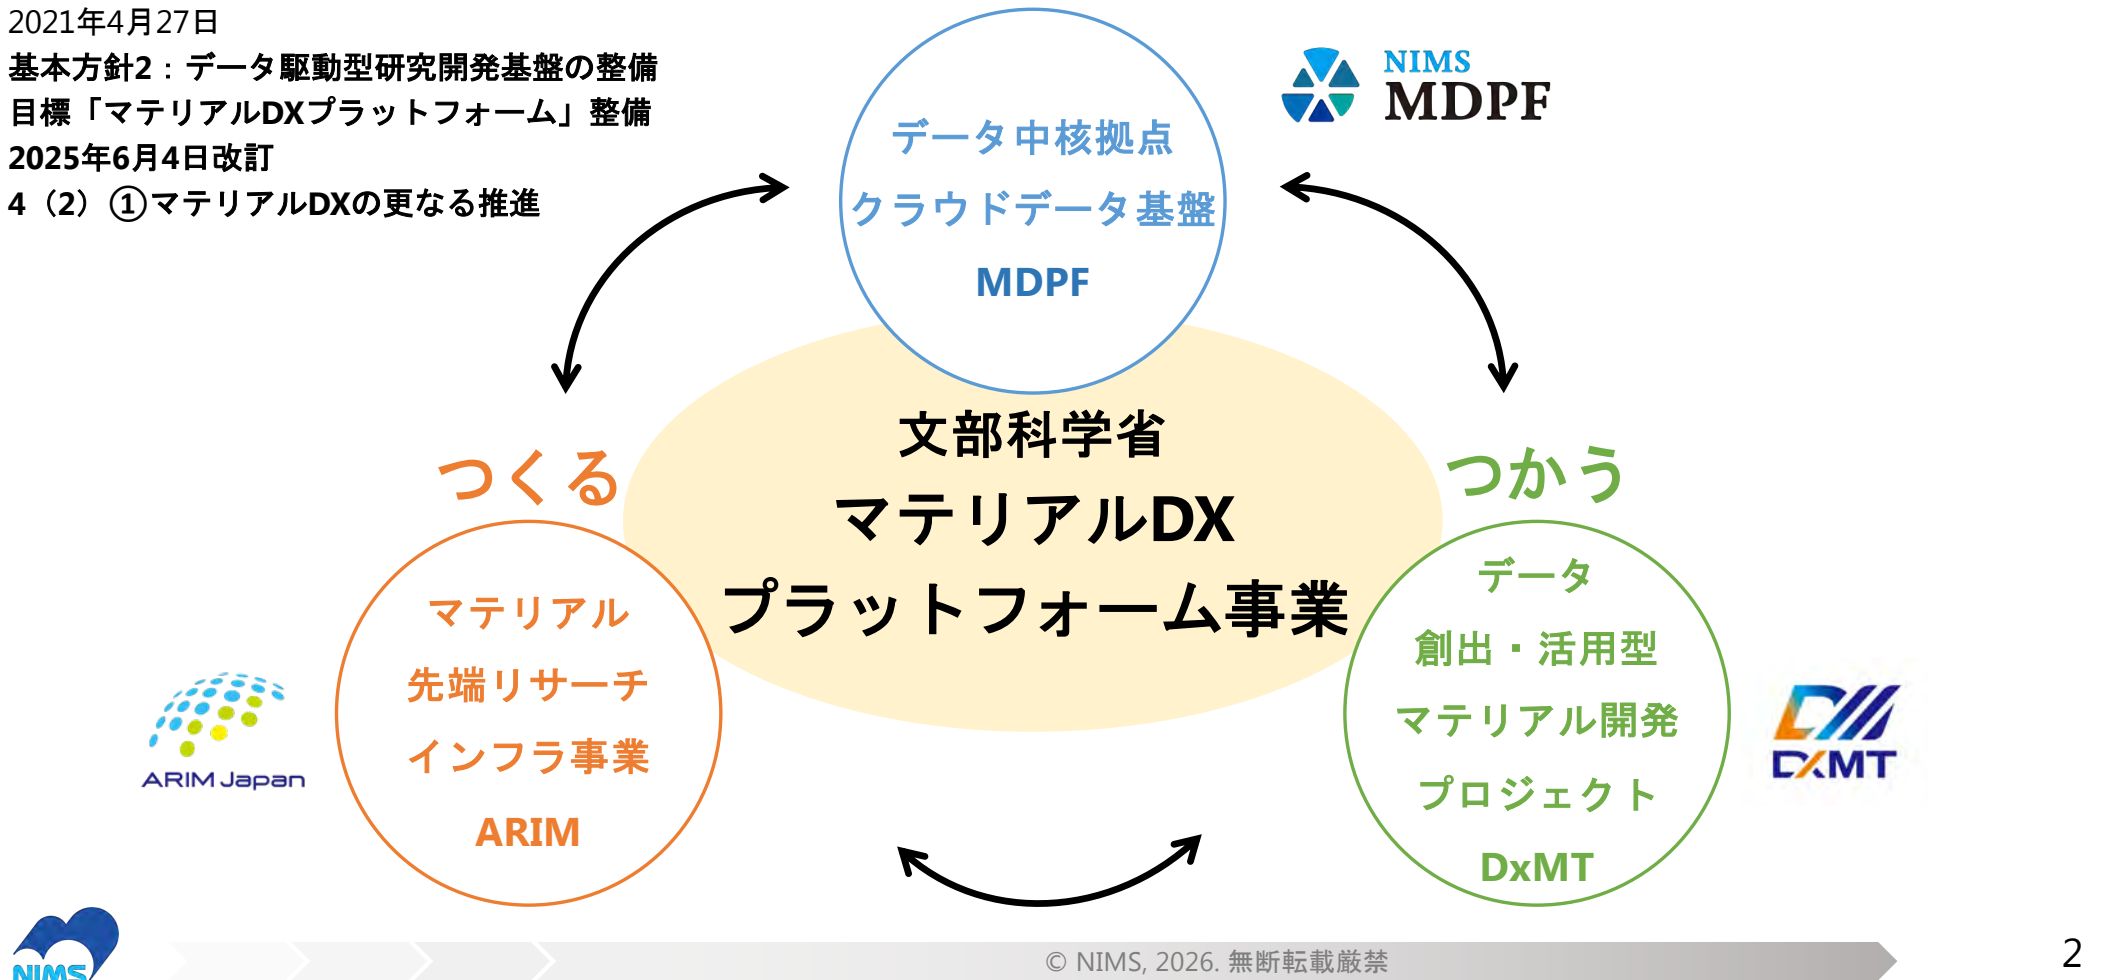 2021年4月27日
基本方針2：データ駆動型研究開発基盤の整備
目標「マテリアルDXプラットフォーム」整備
2025年6月4日改訂
4（2）①マテリアルDXの更なる推進
データ中核拠点
クラウドデータ基盤
MDPF
NIMS
MDPF
文部科学省
マテリアルDX
プラットフォーム事業
つくる
マテリアル
先端リサーチ
インフラ事業
ARIM
ARIM Japan
つかう
データ
創出・活用型
マテリアル開発
プロジェクト
DxMT
DXMT
NIMS
© NIMS, 2026. 無断転載厳禁
2